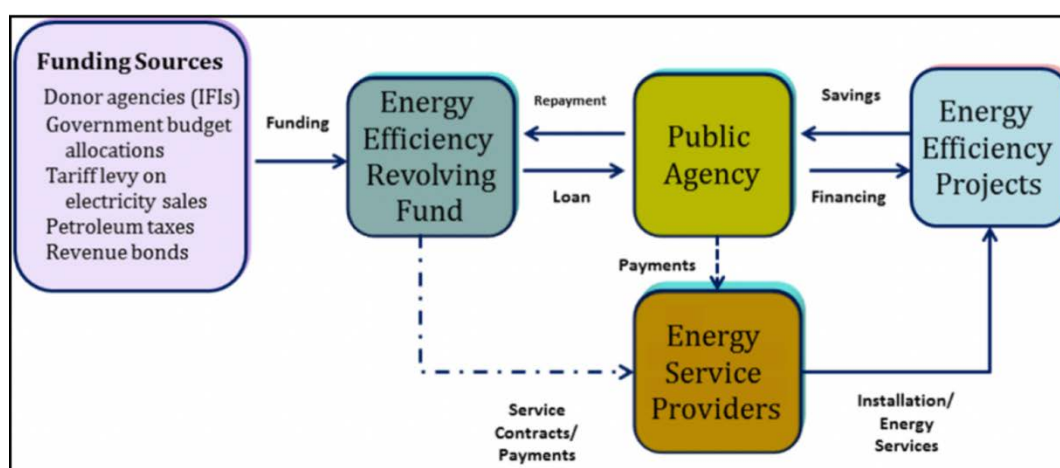 Funding Sources
Donor agencies (IFIs)
Government budget
allocations
Tariff levy on
electricity sales
Petroleum taxes
Revenue bonds
Funding
Energy
Efficiency
Revolving
Fund
Repayment
Loan
Public
Agency
Savings
Financing
Energy
Efficiency
Projects
Payments
Energy
Service
Providers
Service
Contracts/
Payments
Installation/
Energy
Services